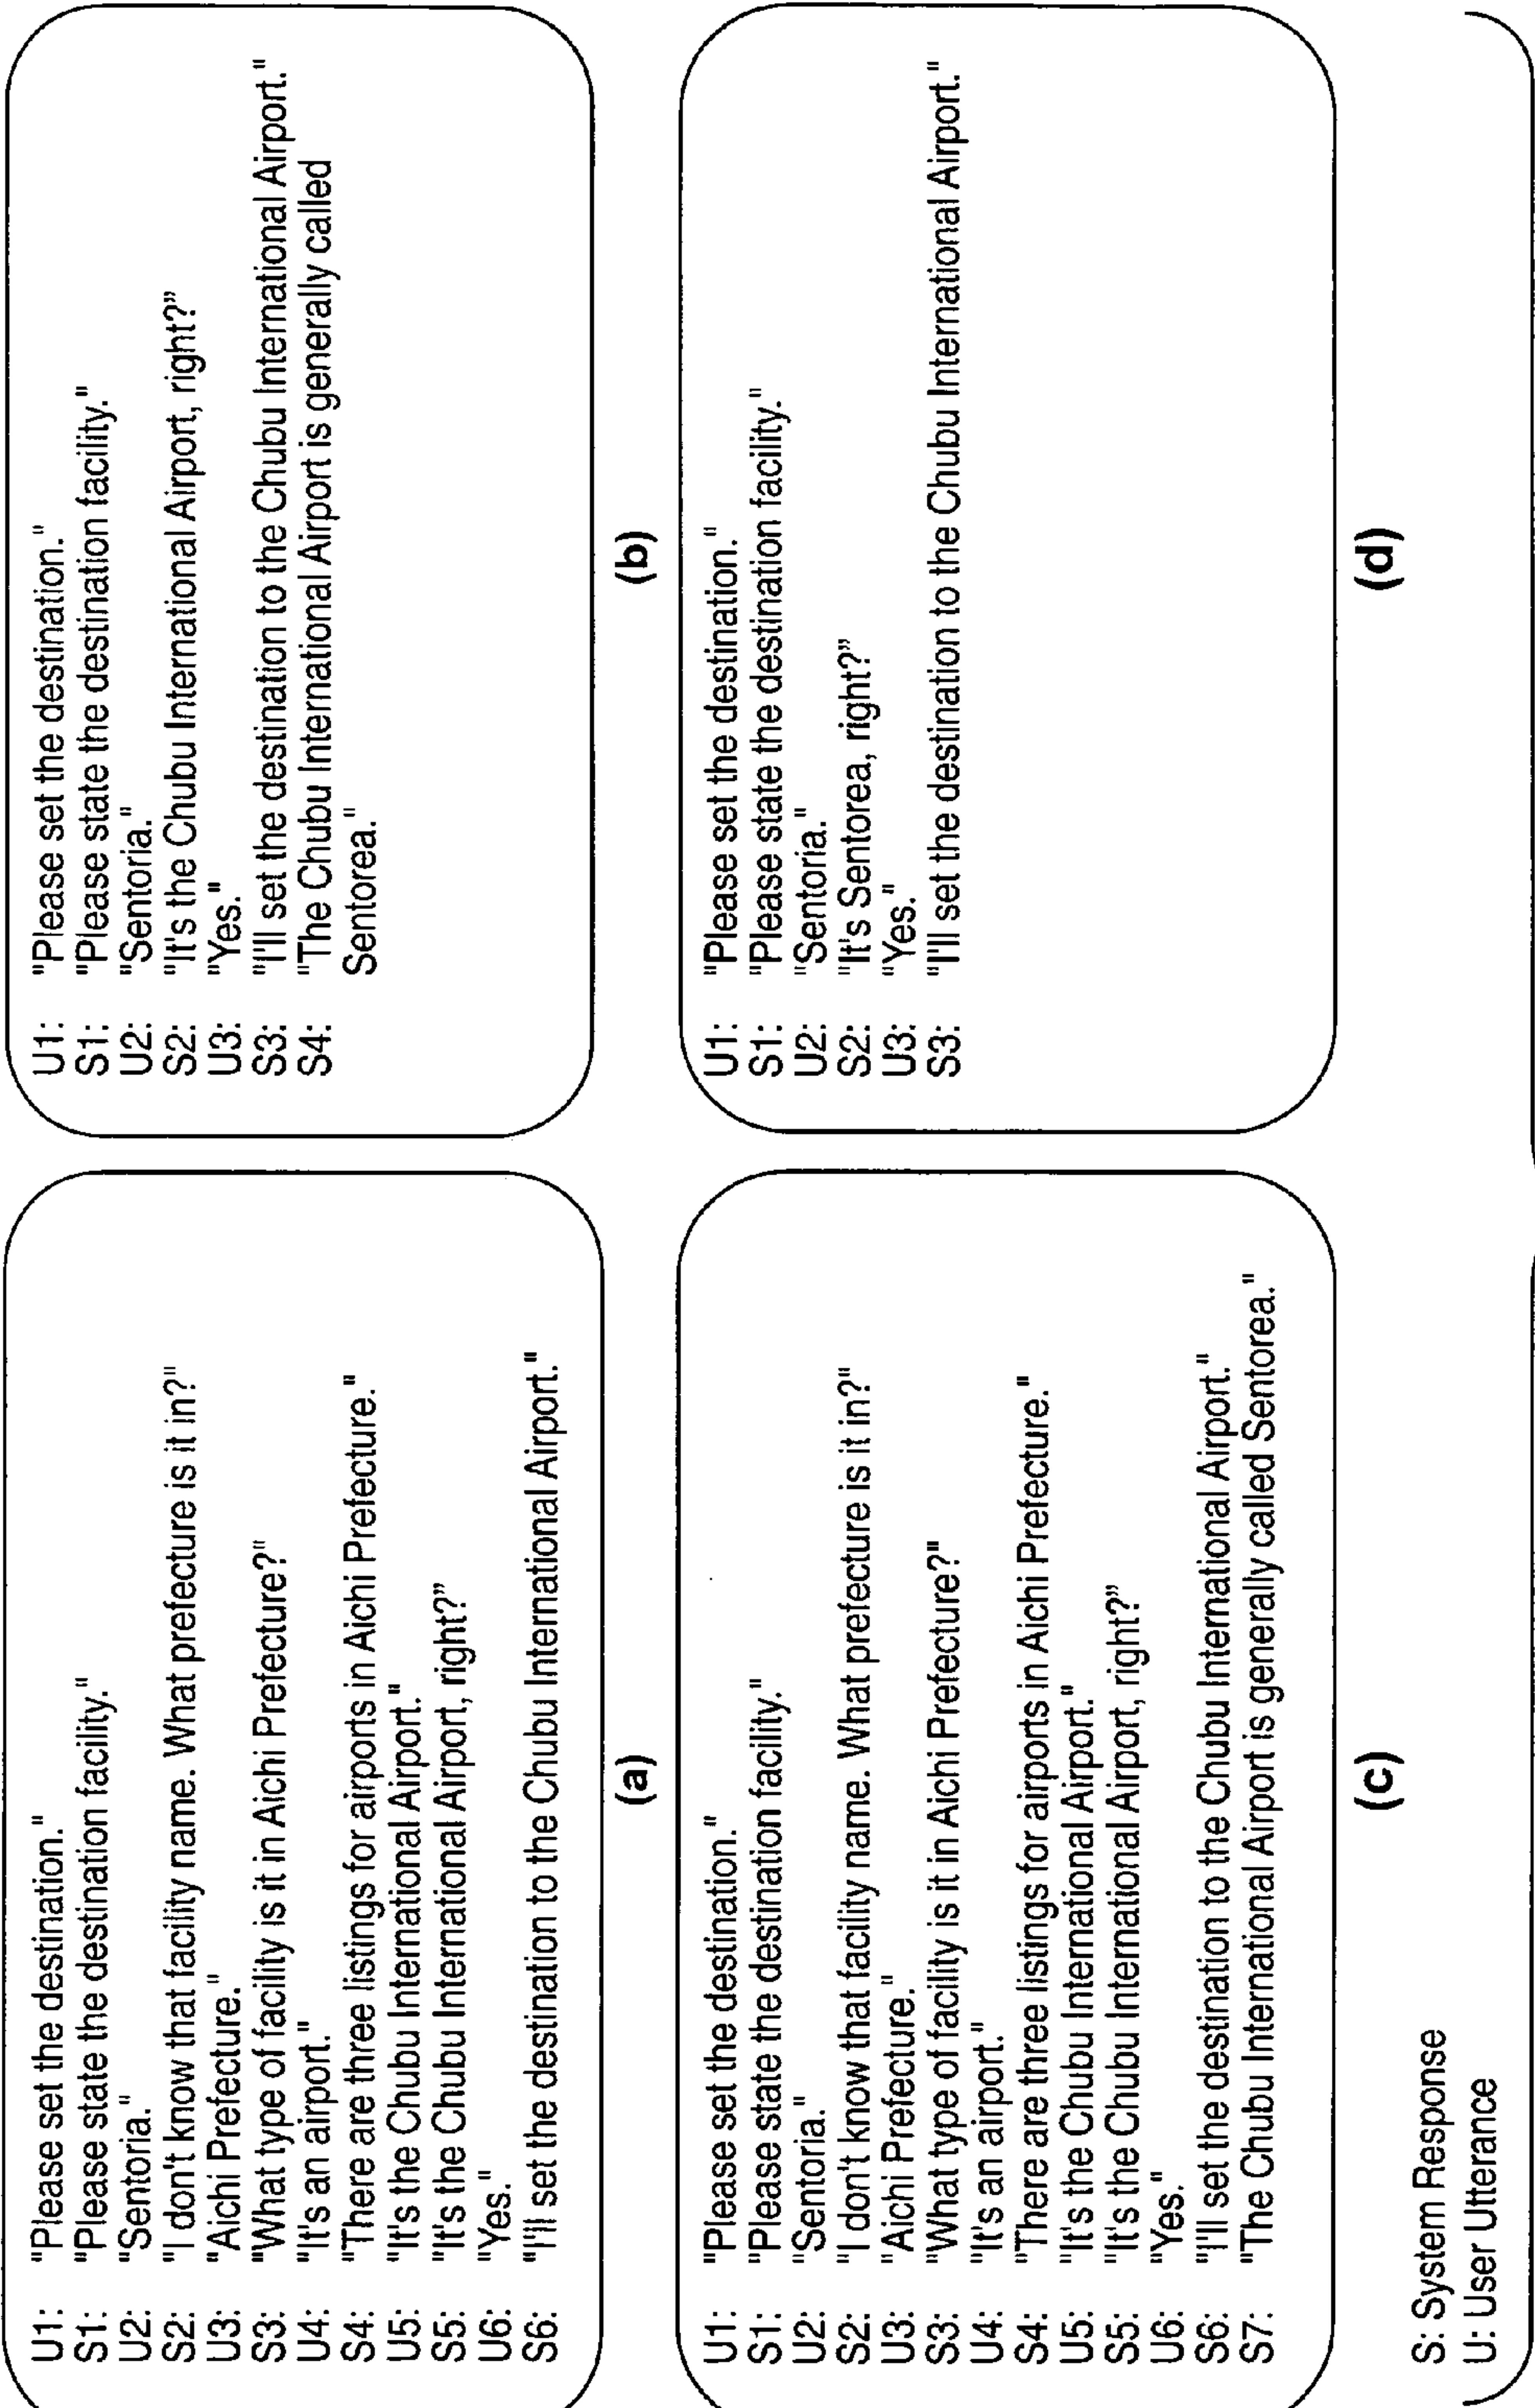 U1: "Please set the destination."
S1: "Please state the destination facility."
U2: "Sentoria."
S2: "I don't know that facility name. What prefecture is it in?"
U3: "Aichi Prefecture."
S3: "What type of facility is it in Aichi Prefecture?"
U4: "It's an airport."
S4: "There are three listings for airports in Aichi Prefecture."
U5: "It's the Chubu International Airport."
S5: "It's the Chubu International Airport, right?”
U6: "Yes."
S6: "I'll set the destination to the Chubu International Airport."
(a)
U1: "Please set the destination."
S1: "Please state the destination facility."
U2: "Sentoria."
S2: "It's the Chubu International Airport, right?”
U3: "Yes."
S3: "I'll set the destination to the Chubu International Airport."
S4: "The Chubu International Airport is generally called
Sentorea."
(b)
U1: "Please set the destination."
S1: "Please state the destination facility."
U2: "Sentoria."
S2: "I don't know that facility name. What prefecture is it in?"
U3: "Aichi Prefecture."
S3: "What type of facility is it in Aichi Prefecture?"
U4: "It's an airport."
S4: "There are three listings for airports in Aichi Prefecture."
U5: "It's the Chubu International Airport."
S5: "It's the Chubu International Airport, right?”
U6: "Yes."
S6: "I'll set the destination to the Chubu International Airport."
S7: "The Chubu International Airport is generally called Sentorea."
(c)
U1: "Please set the destination."
S1: "Please state the destination facility."
U2: "Sentoria."
S2: "It's Sentorea, right?”
U3: "Yes."
S3: "I'll set the destination to the Chubu International Airport."
(d)
S: System Response
U: User Utterance